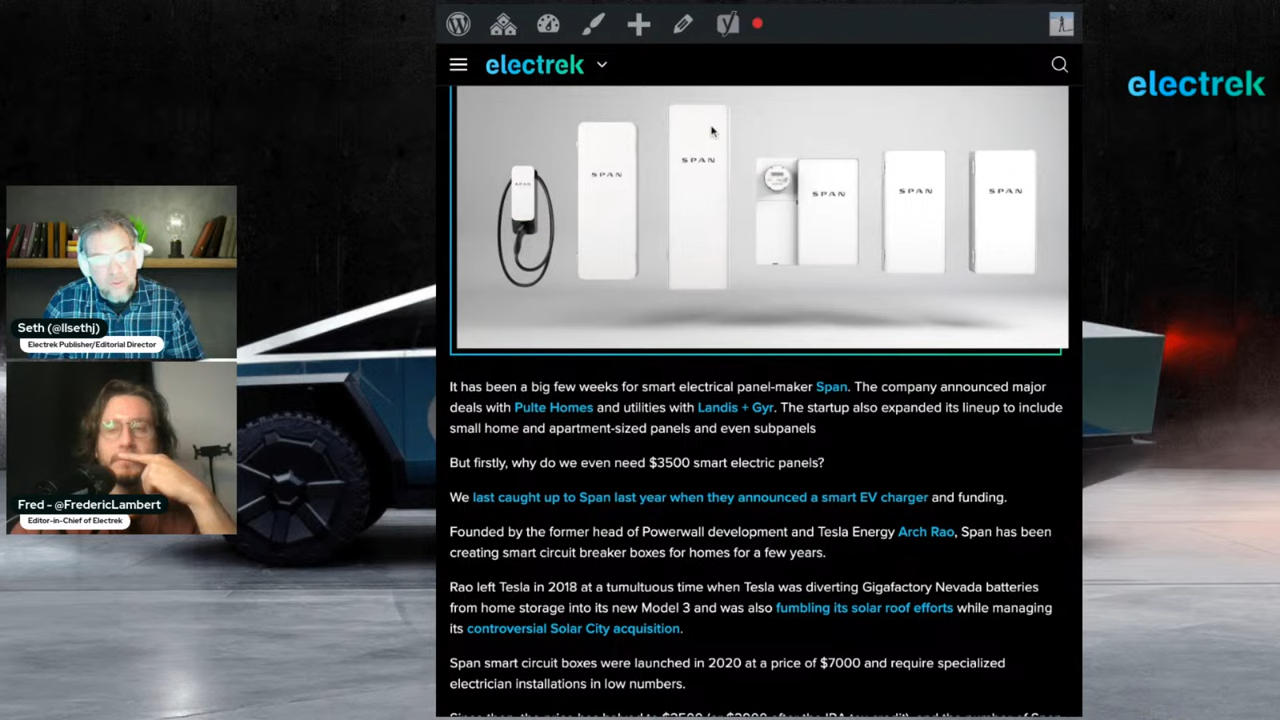 electrek
electrek
SPAN
SPAN
SPAN
SPAN
SPAN
SPAN
It has been a big few weeks for smart electrical panel-maker Span. The company announced major
deals with Pulte Homes and utilities with Landis + Gyr. The startup also expanded its lineup to include
small home and apartment-sized panels and even subpanels
But firstly, why do we even need $3500 smart electric panels?
We last caught up to Span last year when they announced a smart EV charger and funding.
Founded by the former head of Powerwall development and Tesla Energy Arch Rao, Span has been
creating smart circuit breaker boxes for homes for a few years.
Rao left Tesla in 2018 at a tumultuous time when Tesla was diverting Gigafactory Nevada batteries
from home storage into its new Model 3 and was also fumbling its solar roof efforts while managing
its controversial Solar City acquisition.
Span smart circuit boxes were launched in 2020 at a price of $7000 and require specialized
electrician installations in low numbers.
Seth (@llsethj)
Electrek Publisher/Editorial Director
Fred - @FredericLambert
Editor-in-Chief of Electrek